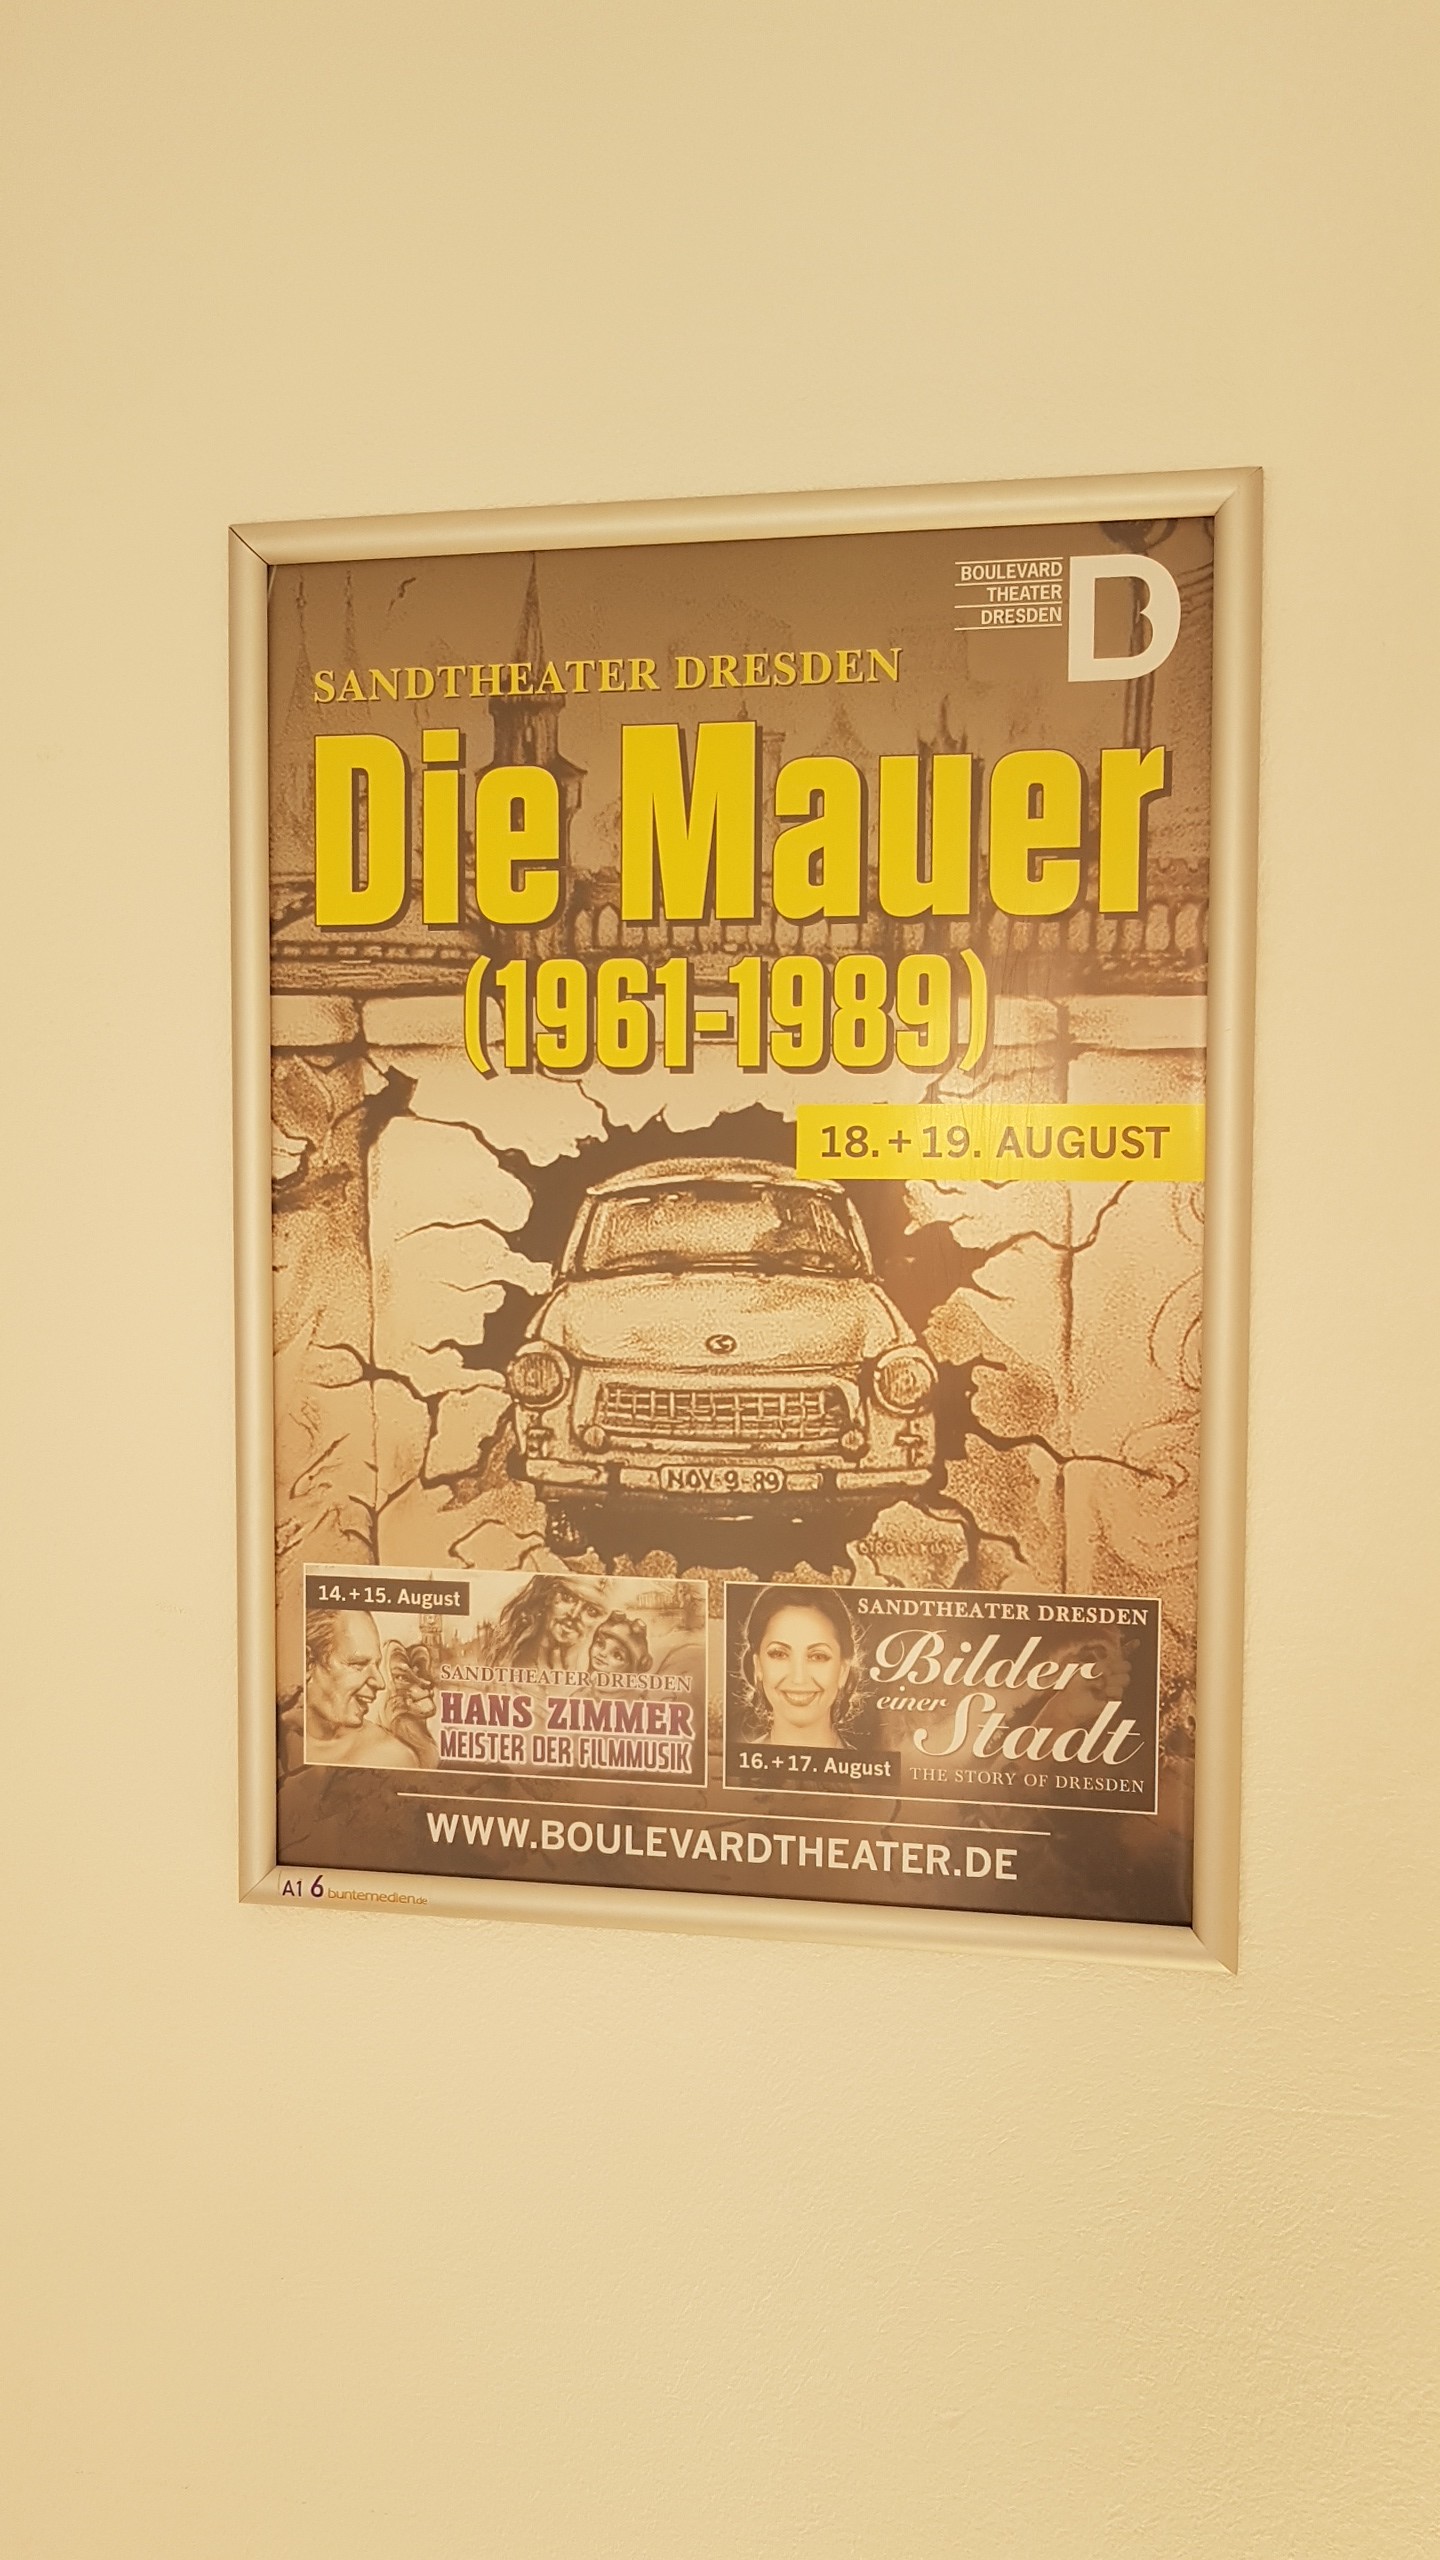 BOULEVARD
THEATER
DRESDEN
SANDTHEATER DRESDEN
Die Mauer
(1961-1989)
18.+19. AUGUST
NOV-9-89
14.+15. August
SANDTHEATER DRESDEN
HANS ZIMMER
MEISTER DER FILMMUSIK
SANDTHEATER DRESDEN
Bilder
einer
Stadt
16.+17. August
THE STORY OF DRESDEN
WWW.BOULEVARDTHEATER.DE
A1 6 buntemedien.de